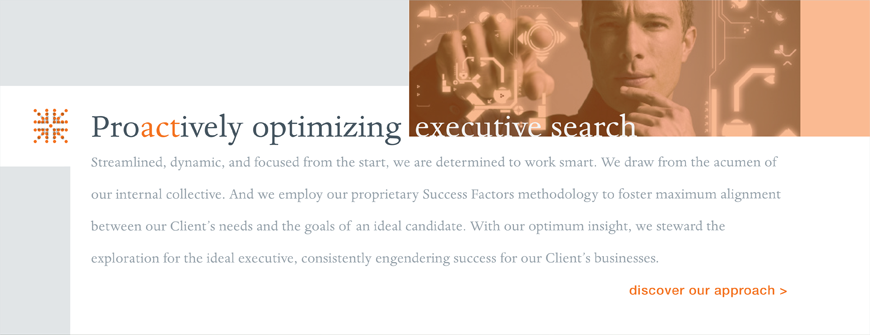 Proactively optimizing executive search
Streamlined, dynamic, and focused from the start, we are determined to work smart. We draw from the acumen of
our internal collective. And we employ our proprietary Success Factors methodology to foster maximum alignment
between our Client's needs and the goals of an ideal candidate. With our optimum insight, we steward the
exploration for the ideal executive, consistently engendering success for our Client's businesses.
discover our approach >